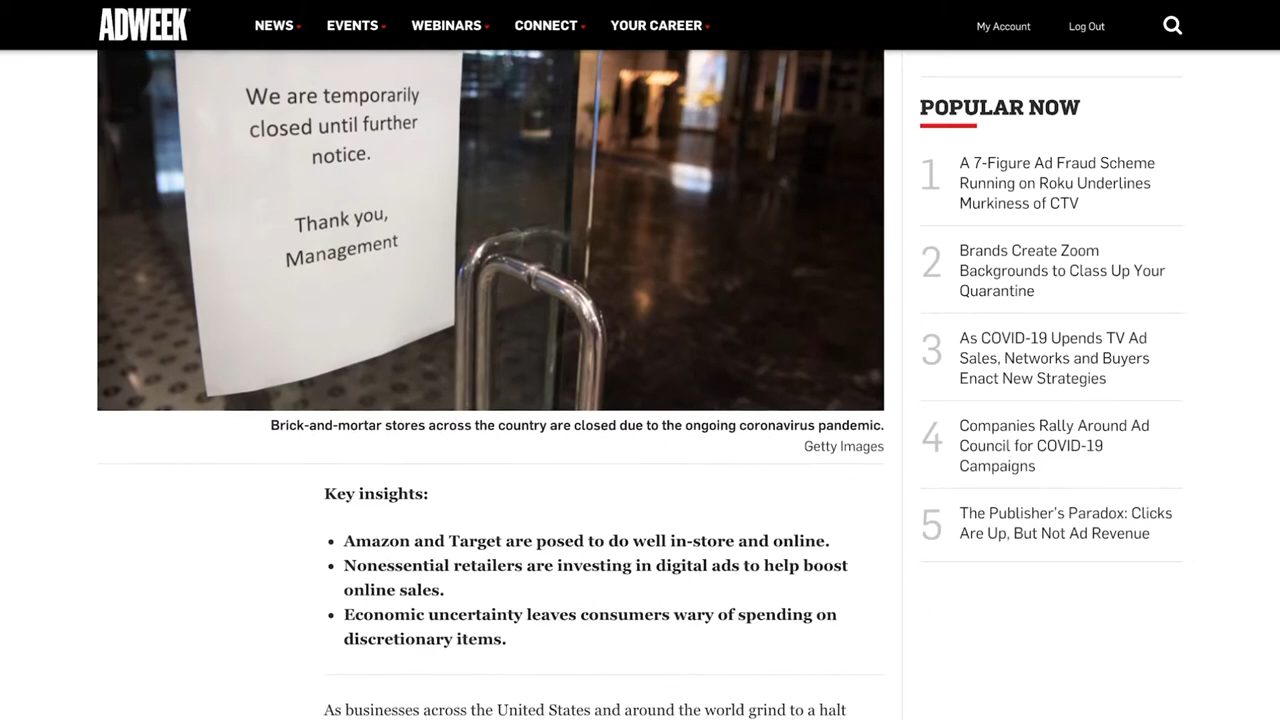 ADWEEK
NEWS
EVENTS
WEBINARS
CONNECT
YOUR CAREER
My Account
Log Out
We are temporarily
closed until further
notice.
Thank you,
Management
Brick-and-mortar stores across the country are closed due to the ongoing coronavirus pandemic.
Getty Images
Key insights:
• Amazon and Target are posed to do well in-store and online.
• Nonessential retailers are investing in digital ads to help boost
online sales.
• Economic uncertainty leaves consumers wary of spending on
discretionary items.
As businesses across the United States and around the world grind to a halt
POPULAR NOW
1
A 7-Figure Ad Fraud Scheme
Running on Roku Underlines
Murkiness of CTV
2
Brands Create Zoom
Backgrounds to Class Up Your
Quarantine
3
As COVID-19 Upends TV Ad
Sales, Networks and Buyers
Enact New Strategies
4
Companies Rally Around Ad
Council for COVID-19
Campaigns
5
The Publisher's Paradox: Clicks
Are Up, But Not Ad Revenue